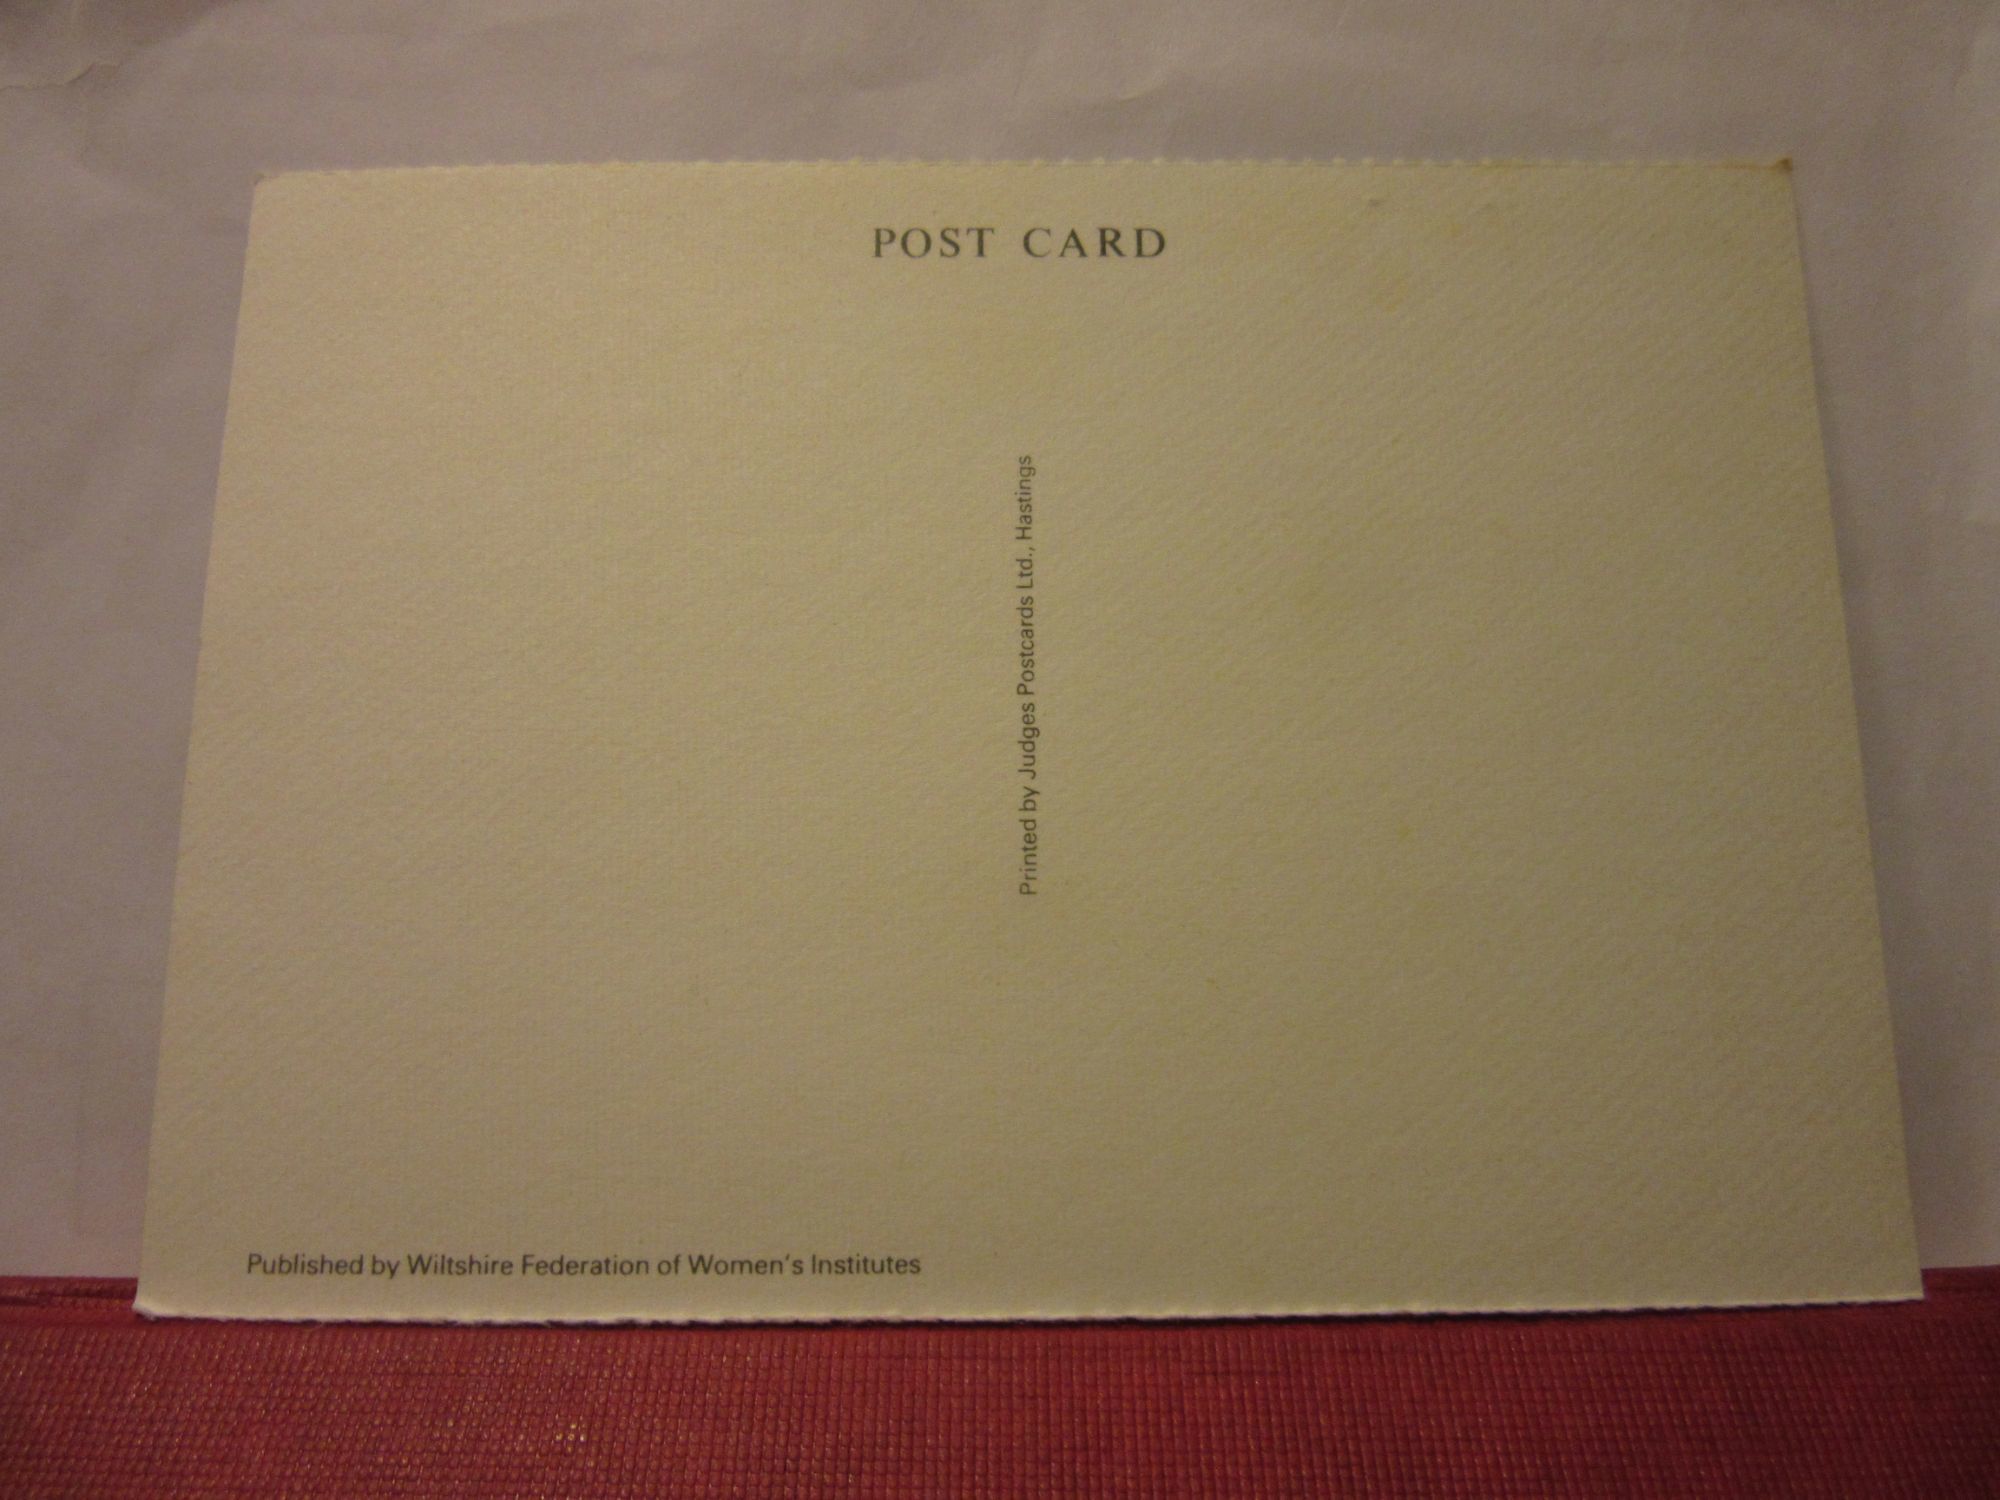 POST CARD
Printed by Judges Postcards Ltd., Hastings
Published by Wiltshire Federation of Women's Institutes